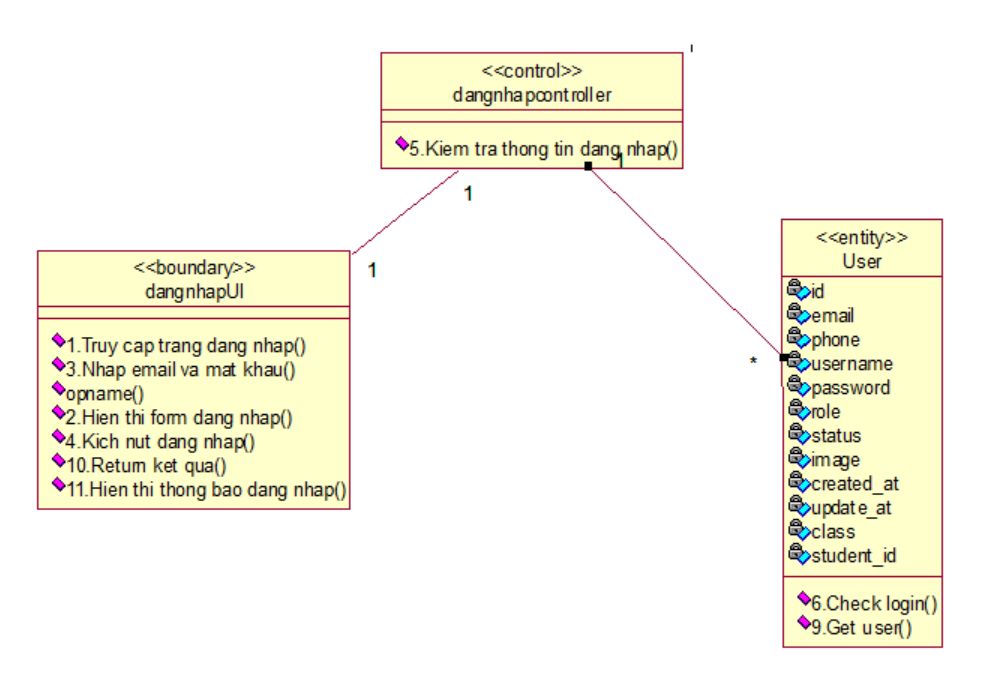 <<control>>
dangnhapcontroller
5.Kiem tra thong tin dang nhap()
1
1
1
*
<<boundary>>
dangnhapUI
1.Truy cap trang dang nhap()
3.Nhap email va mat khau()
opname()
2.Hien thi form dang nhap()
4.Kich nut dang nhap()
10.Return ket qua()
11.Hien thi thong bao dang nhap()
<<entity>>
User
id
email
phone
username
password
role
status
image
created_at
update_at
class
student_id
6.Check login()
9.Get user()